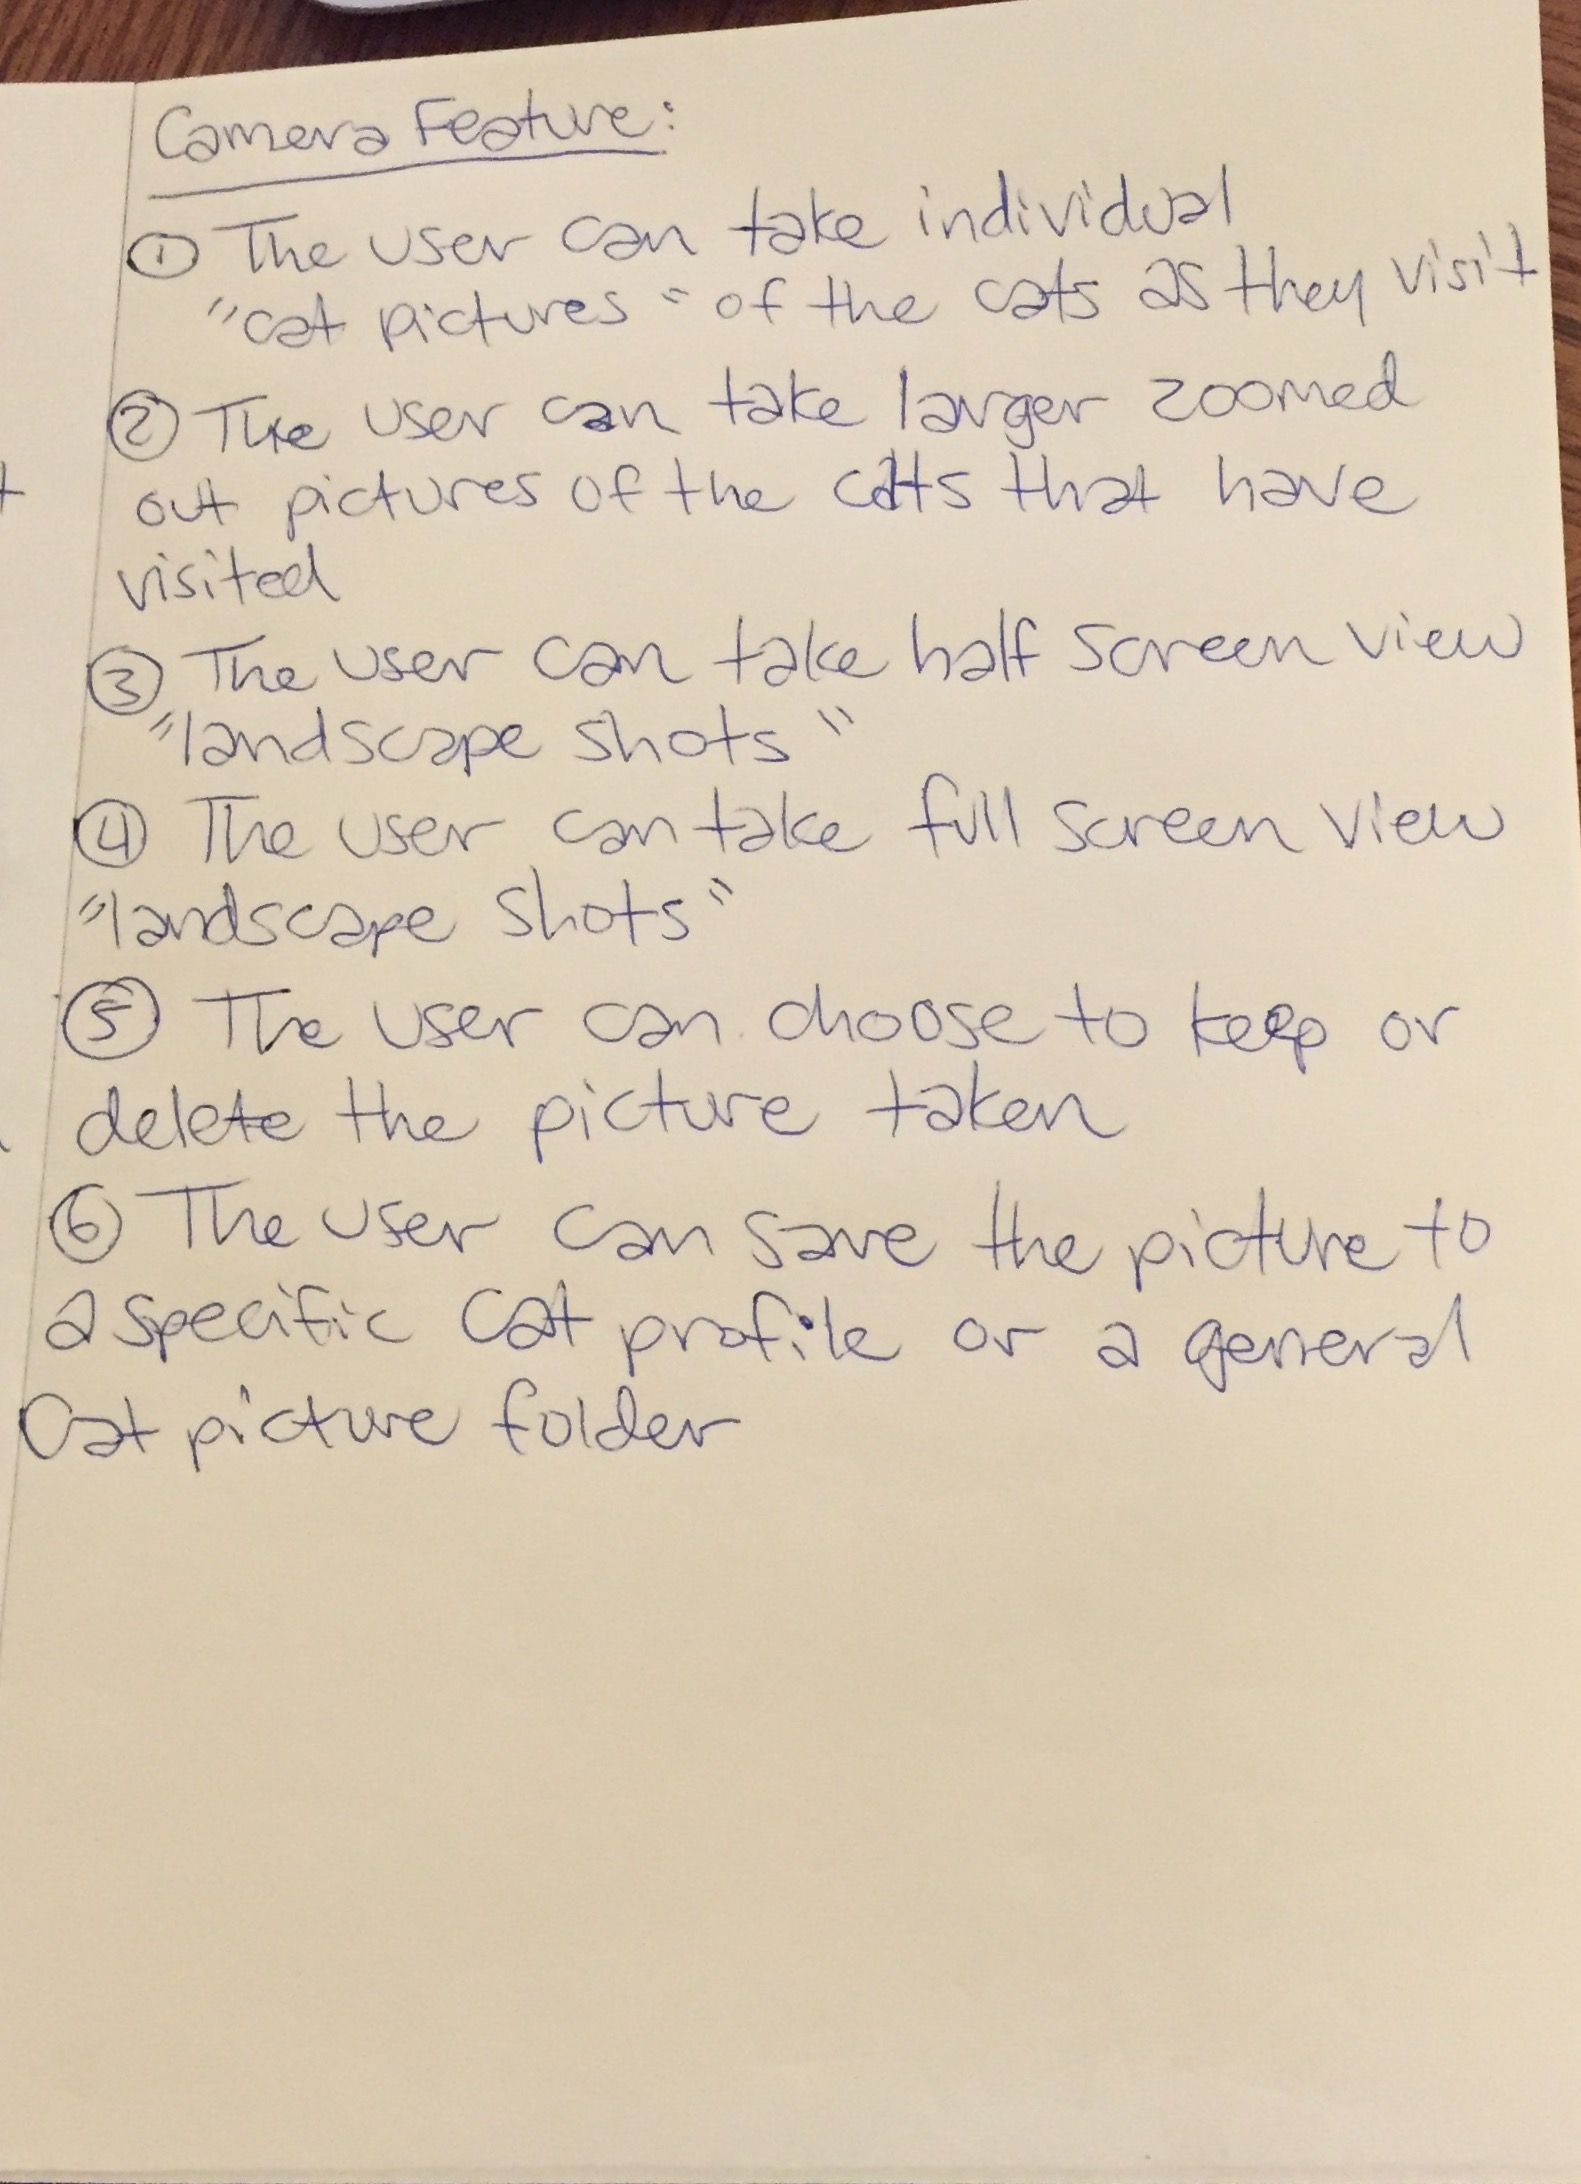 Camera Feature:
① The user can take individual
"cat pictures" of the cats as they visit
② The user can take larger zoomed
out pictures of the cats that have
visited
③ The user can take half screen view
"landscape shots"
④ The user can take full screen view
"landscape shots"
⑤ The user can choose to keep or
delete the picture taken
⑥ The user can save the picture to
a specific cat profile or a general
Cat picture folder